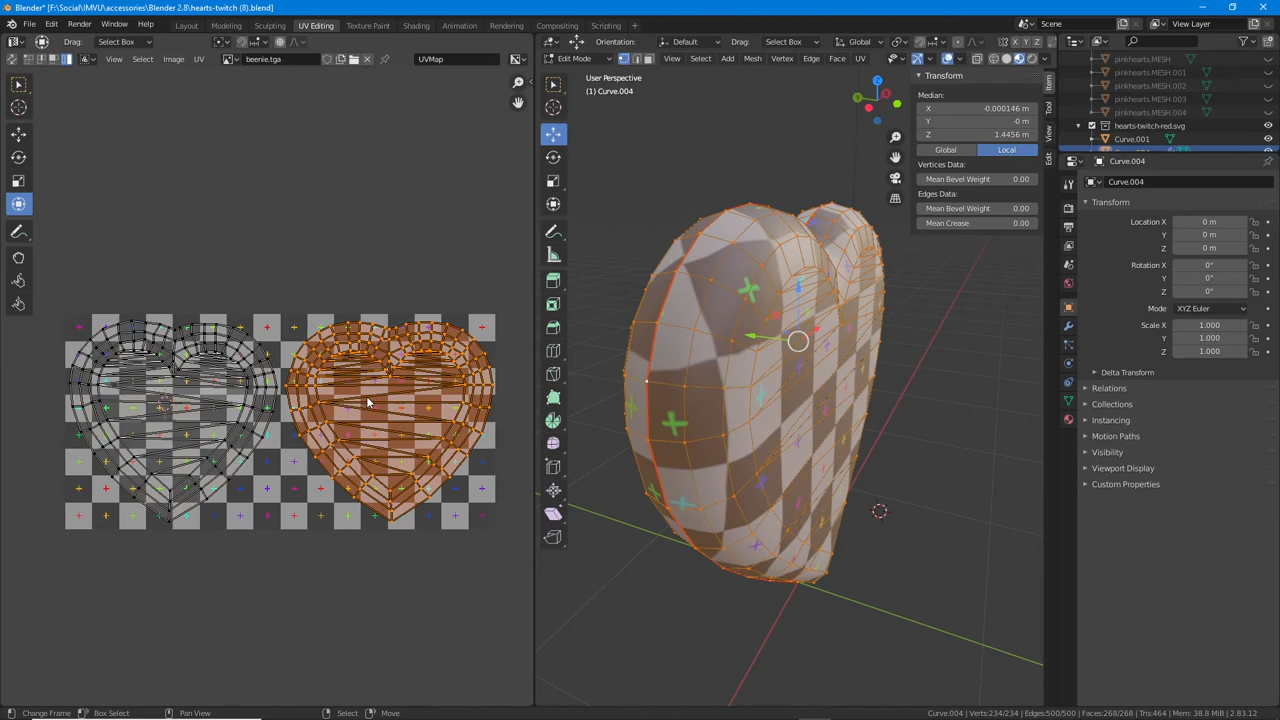 Blender* [F:\Social\IMVU\accessories\Blender 2.8\hearts-twitch (8).blend]
File Edit Render Window Help Layout Modeling Sculpting UV Editing Texture Paint Shading Animation Rendering Compositing Scripting Scene View Layer
Drag: Select Box Orientation: Default Drag: Select Box Global X Y Z
View Select Image UV beenie.tga UVMap Edit Mode View Select Add Mesh Vertex Edge Face UV
pinkhearts.MESH
pinkhearts.MESH.001
pinkhearts.MESH.002
pinkhearts.MESH.003
pinkhearts.MESH.004
hearts-twitch-red.svg
Curve.001
User Perspective
(1) Curve.004
Z
Y
Transform
Median:
X -0.000146 m
Y -0 m
Z 1.4456 m
Global Local
Vertices Data:
Mean Bevel Weight 0.00
Edges Data:
Mean Bevel Weight 0.00
Mean Crease 0.00
Item
Tool
View
Edit
Curve.004
Curve.004
Transform
Location X 0 m
Y 0 m
Z 0 m
Rotation X 0°
Y 0°
Z 0°
Mode XYZ Euler
Scale X 1.000
Y 1.000
Z 1.000
Delta Transform
Relations
Collections
Instancing
Motion Paths
Visibility
Viewport Display
Custom Properties
Change Frame Box Select Pan View Select Move Curve.004 | Verts:234/234 | Edges:500/500 | Faces:268/268 | Tris:464 | Mem: 38.8 MiB | 2.83.12